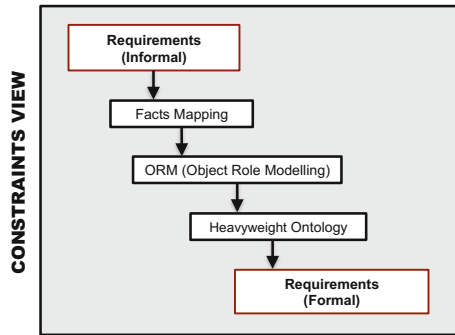 CONSTRAINTS VIEW
Requirements
(Informal)
Facts Mapping
ORM (Object Role Modelling)
Heavyweight Ontology
Requirements
(Formal)